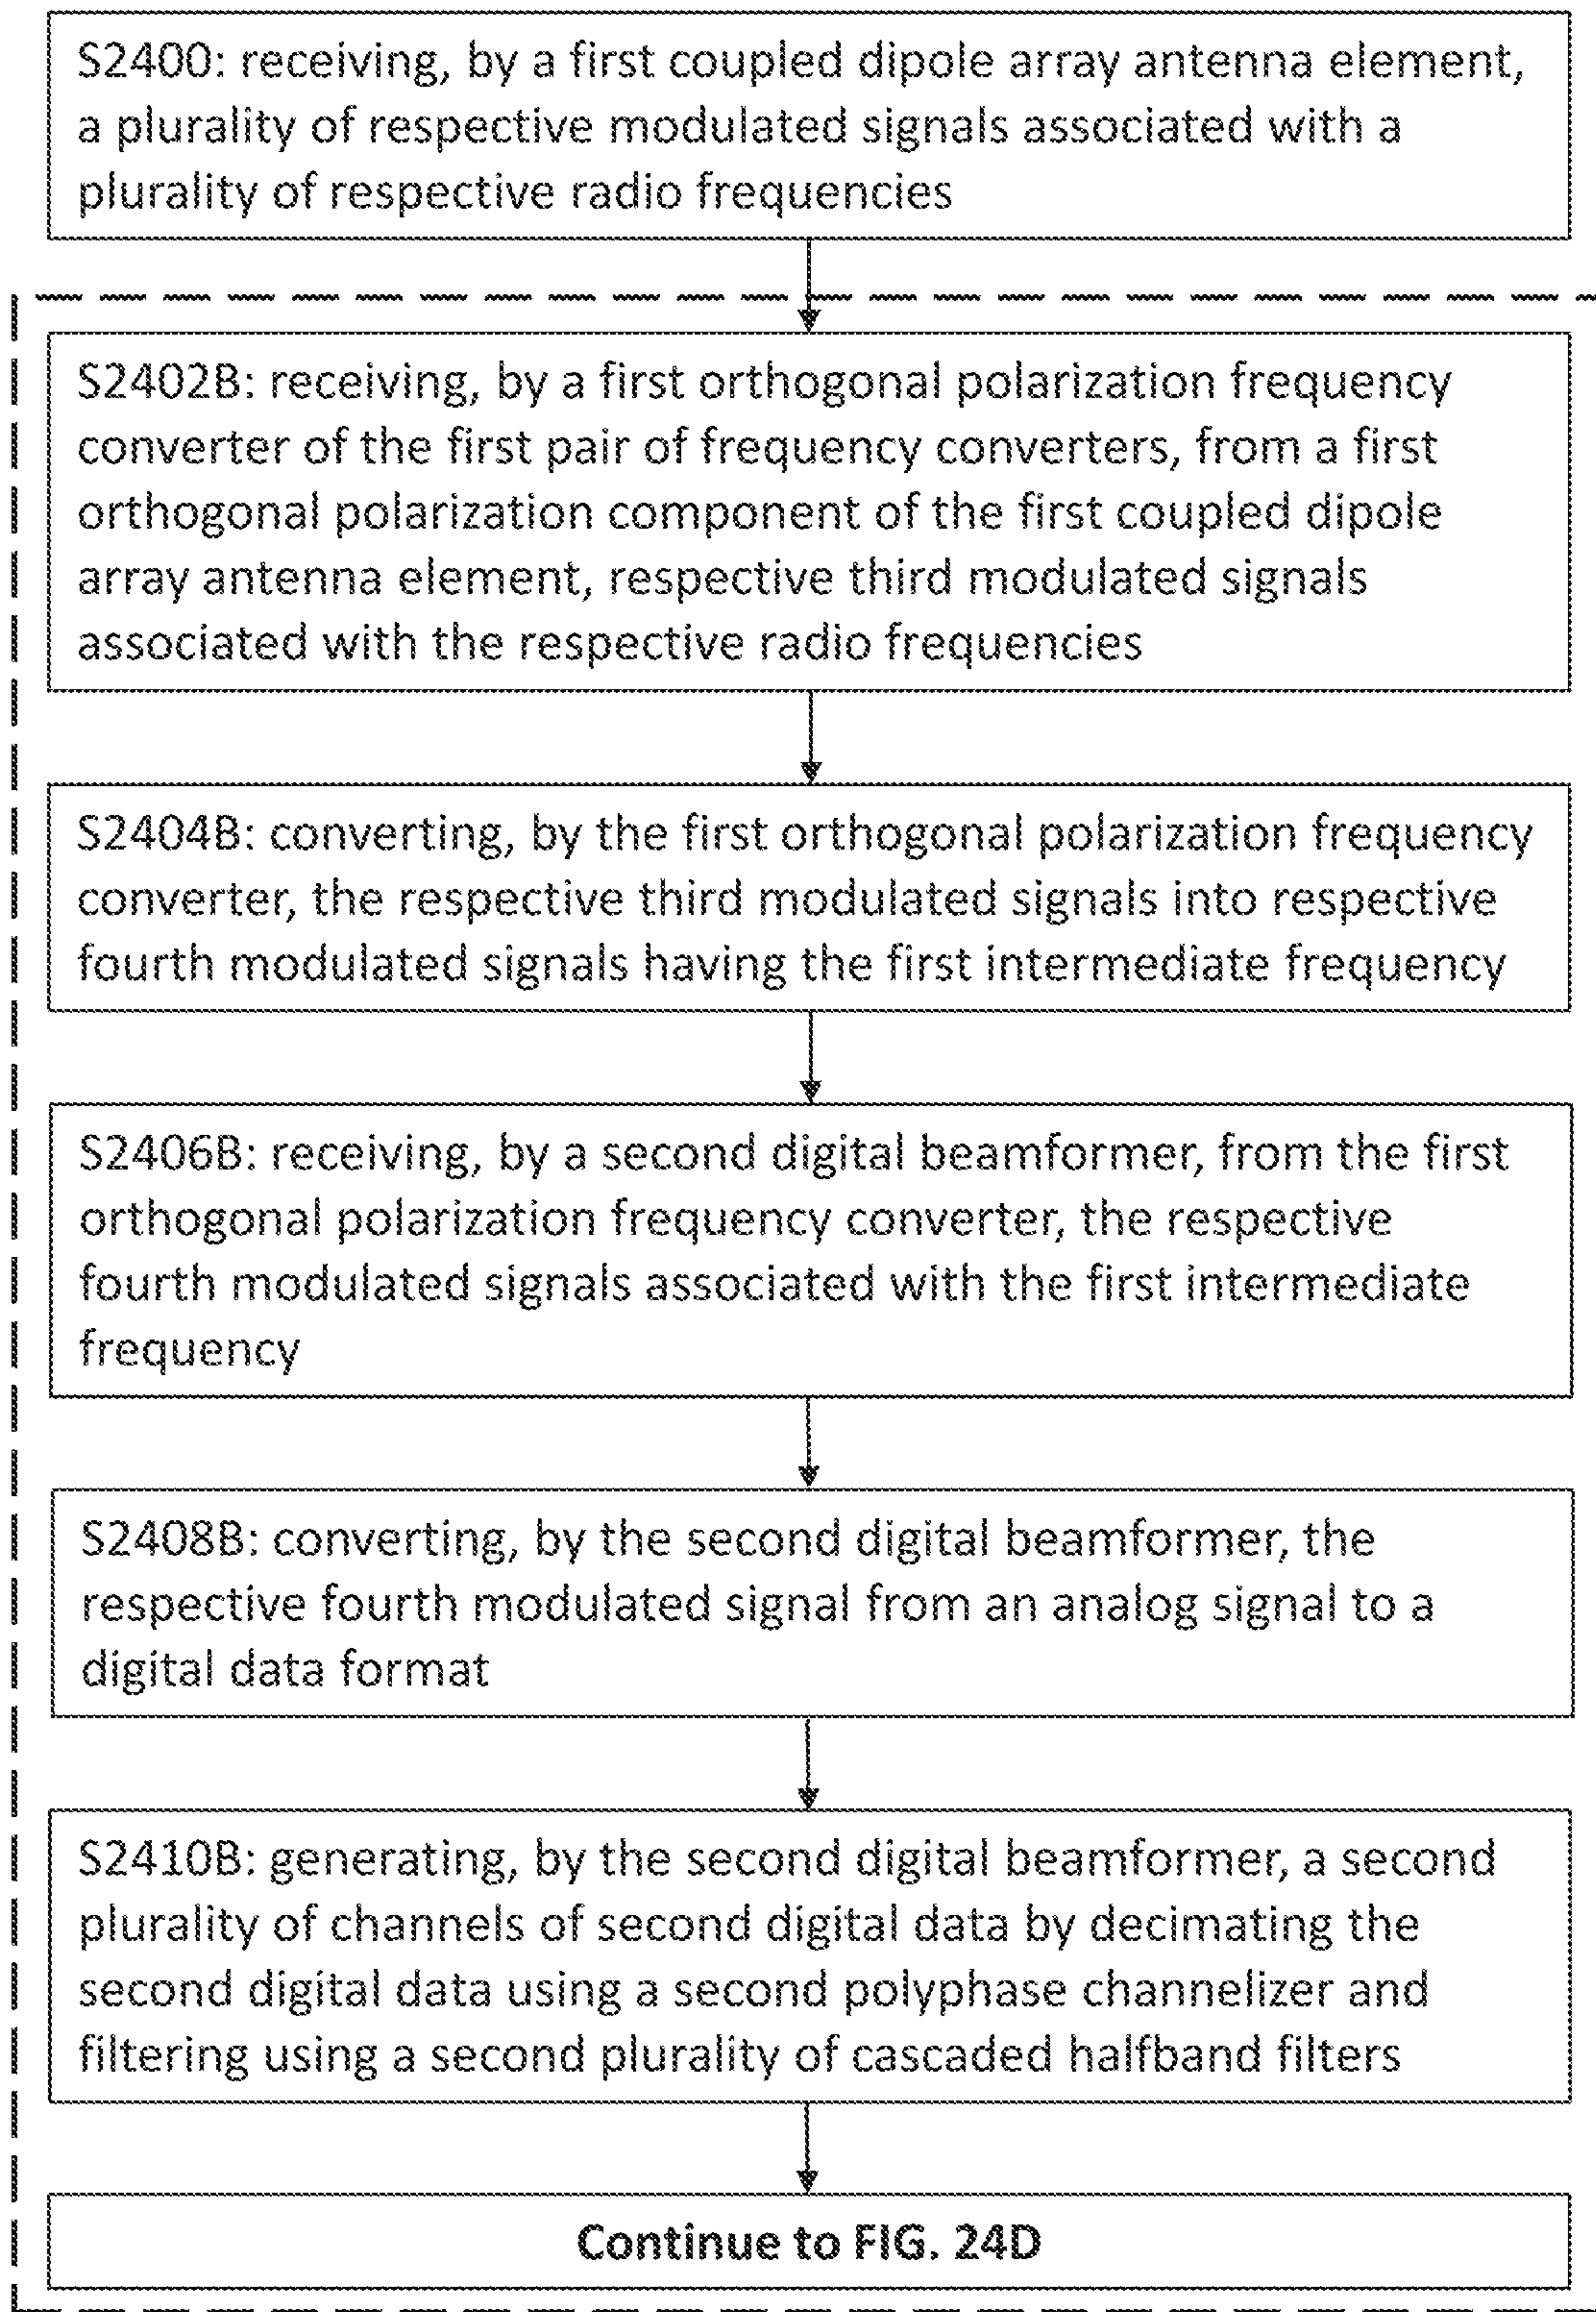 S2400: receiving, by a first coupled dipole array antenna element,
a plurality of respective modulated signals associated with a
plurality of respective radio frequencies
S2402B: receiving, by a first orthogonal polarization frequency
converter of the first pair of frequency converters, from a first
orthogonal polarization component of the first coupled dipole
array antenna element, respective third modulated signals
associated with the respective radio frequencies
S2404B: converting, by the first orthogonal polarization frequency
converter, the respective third modulated signals into respective
fourth modulated signals having the first intermediate frequency
S2406B: receiving, by a second digital beamformer, from the first
orthogonal polarization frequency converter, the respective
fourth modulated signals associated with the first intermediate
frequency
S2408B: converting, by the second digital beamformer, the
respective fourth modulated signal from an analog signal to a
digital data format
S2410B: generating, by the second digital beamformer, a second
plurality of channels of second digital data by decimating the
second digital data using a second polyphase channelizer and
filtering using a second plurality of cascaded halfband filters
Continue to FIG. 24D